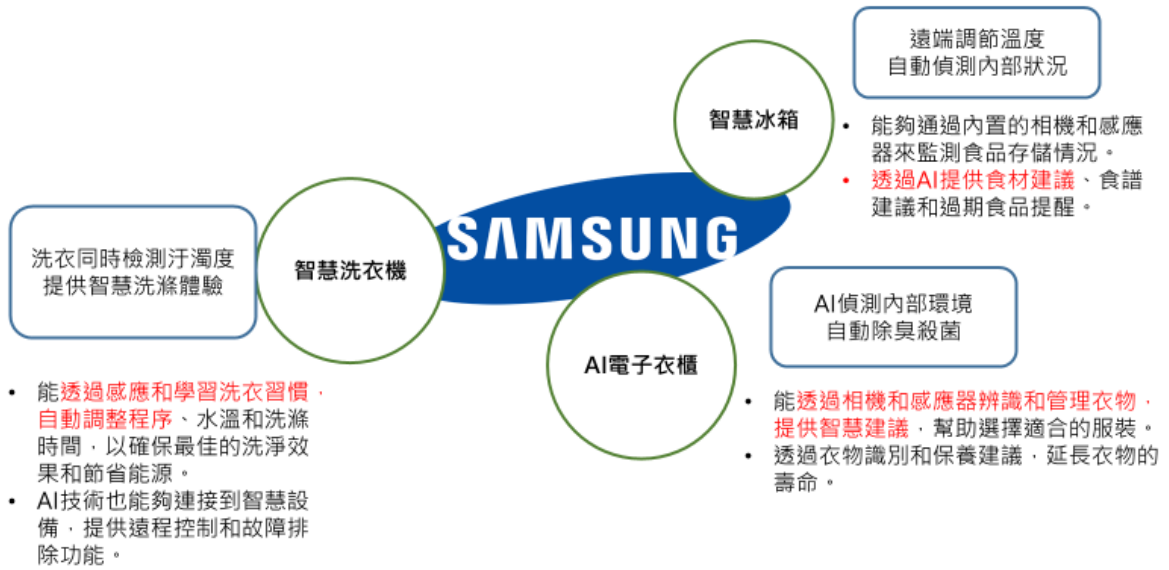 遠端調節溫度
自動偵測內部狀況
智慧冰箱
• 能夠通過內置的相機和感應
器來監測食品存儲情況。
• 透過AI提供食材建議、食譜
建議和過期食品提醒。
SAMSUNG
洗衣同時檢測汙濁度
提供智慧洗滌體驗
智慧洗衣機
AI偵測內部環境
自動除臭殺菌
AI電子衣櫃
• 能透過感應和學習洗衣習慣，
自動調整程序、水溫和洗滌
時間，以確保最佳的洗淨效
果和節省能源。
• AI技術也能夠連接到智慧設
備，提供遠程控制和故障排
除功能。
• 能透過相機和感應器辨識和管理衣物，
提供智慧建議，幫助選擇適合的服裝。
• 透過衣物識別和保養建議，延長衣物的
壽命。